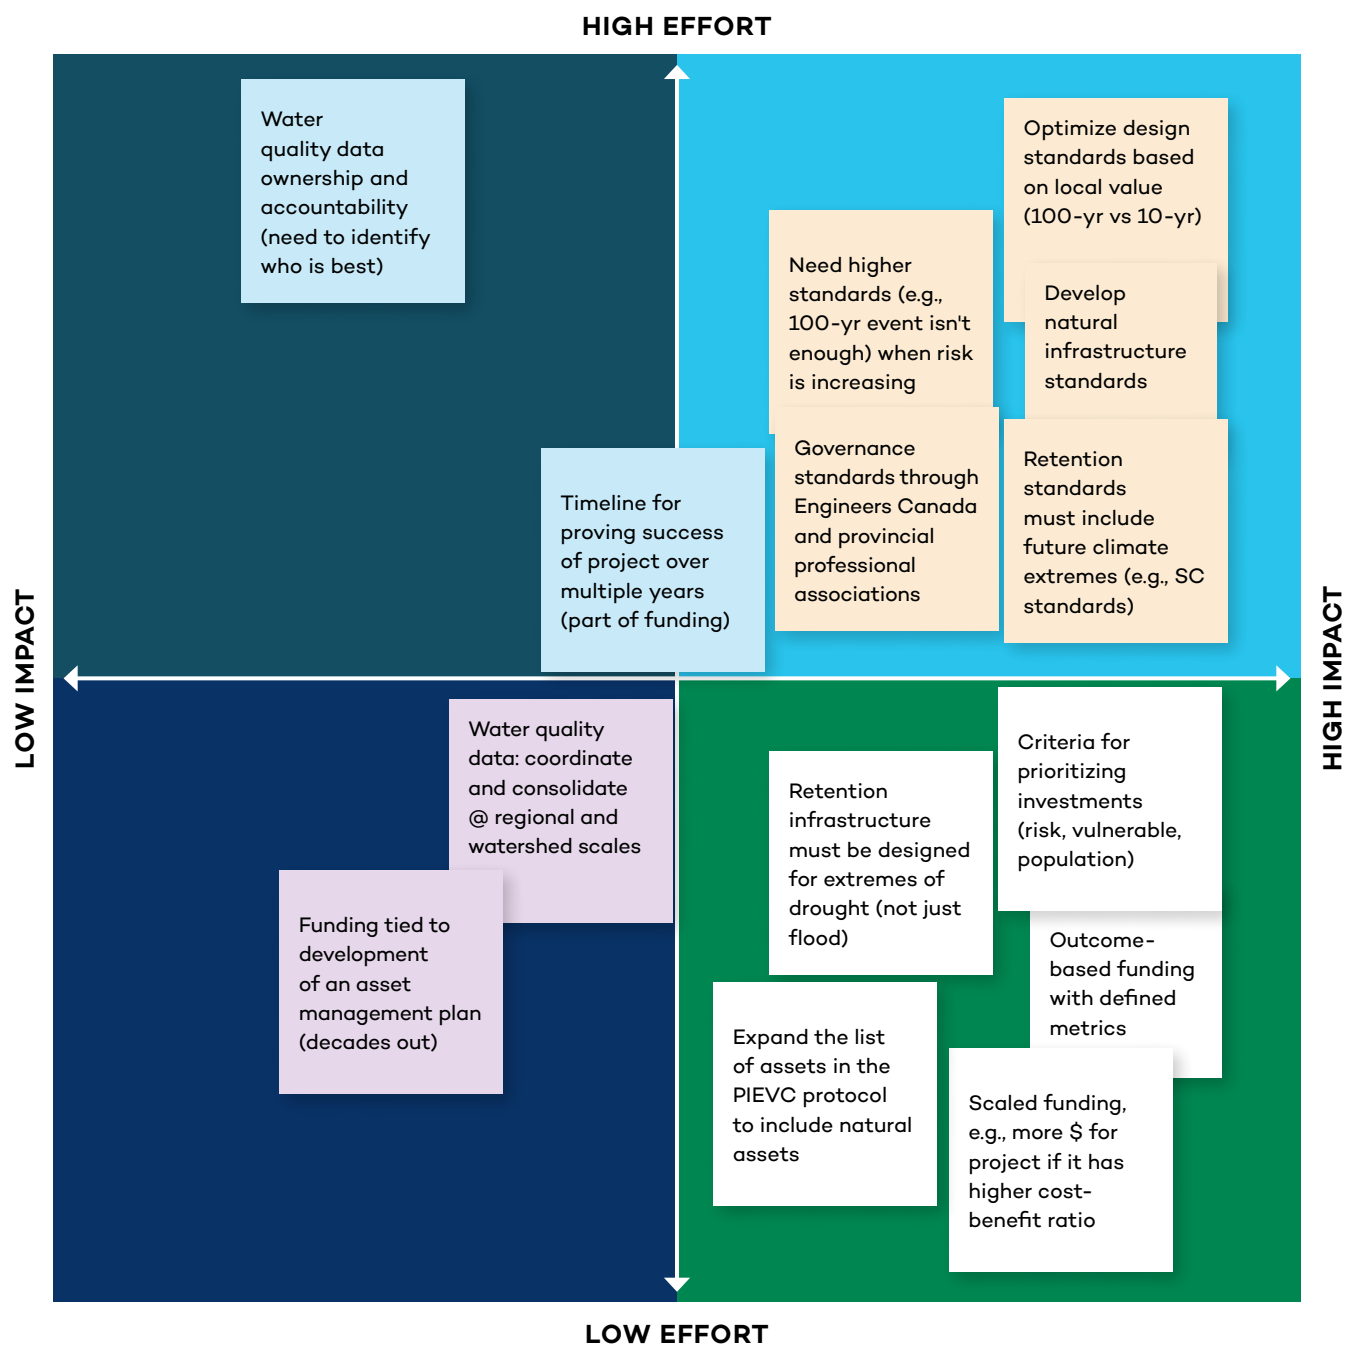 HIGH EFFORT
Water
quality data
ownership and
accountability
(need to identify
who is best)
Optimize design
standards based
on local value
(100-yr vs 10-yr)
Need higher
standards (e.g.,
100-yr event isn't
enough) when risk
is increasing
Develop
natural
infrastructure
standards
Governance
standards through
Engineers Canada
and provincial
professional
associations
Retention
standards
must include
future climate
extremes (e.g., SC
standards)
Timeline for
proving success
of project over
multiple years
(part of funding)
LOW IMPACT
HIGH IMPACT
Water quality
data: coordinate
and consolidate
@ regional and
watershed scales
Funding tied to
development
of an asset
management plan
(decades out)
Retention
infrastructure
must be designed
for extremes of
drought (not just
flood)
Criteria for
prioritizing
investments
(risk, vulnerable,
population)
Outcome-
based funding
with defined
metrics
Expand the list
of assets in the
PIEVC protocol
to include natural
assets
Scaled funding,
e.g., more $ for
project if it has
higher cost-
benefit ratio
LOW EFFORT